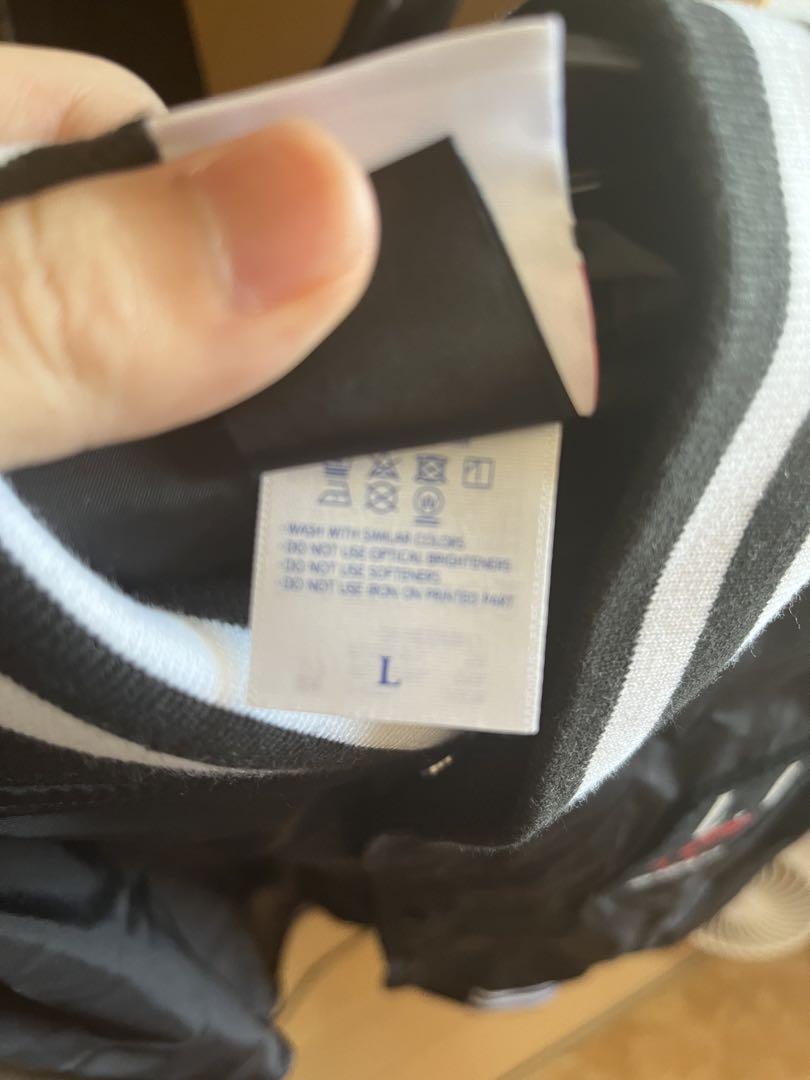 W
·WASH WITH SIMILAR COLORS
·DO NOT USE OPTICAL BRIGHTENERS
·DO NOT USE SOFTENERS
·DO NOT USE IRON ON PRINTED PART
L